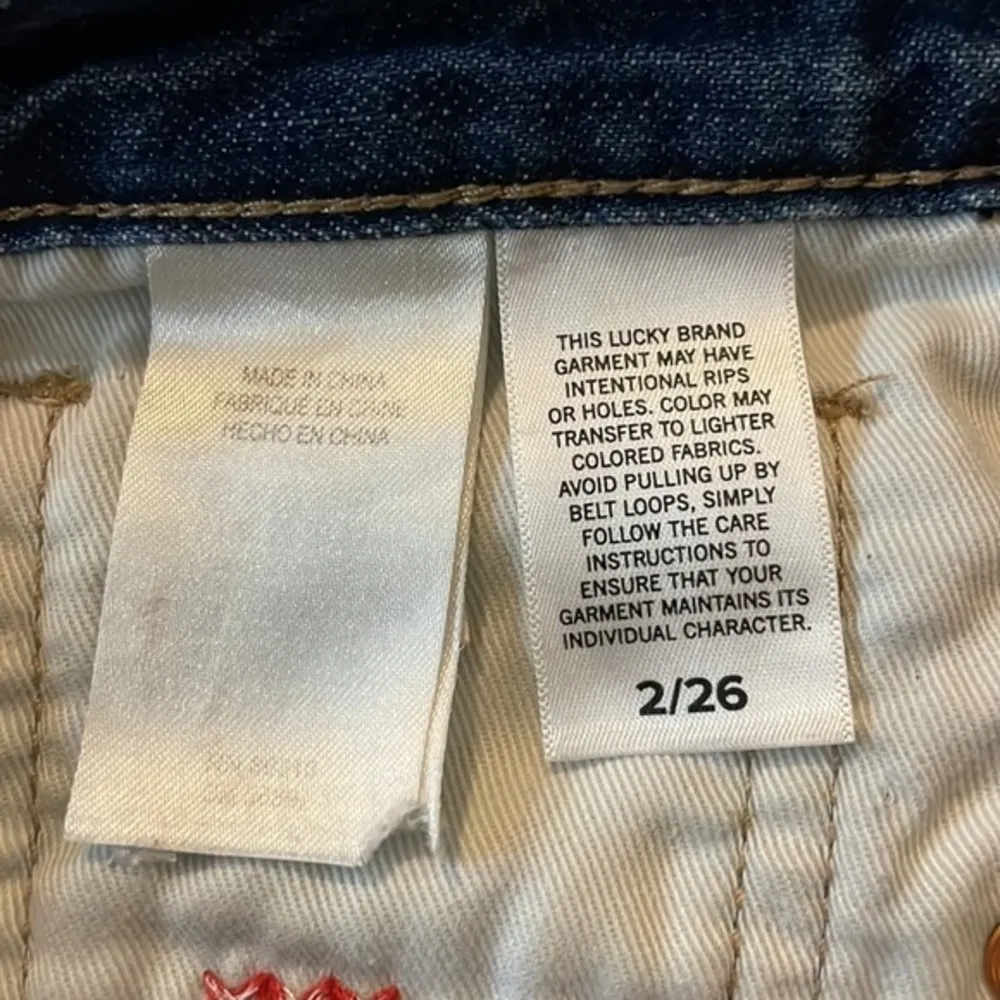 MADE IN CHINA
FABRIQUÉ EN CHINE
HECHO EN CHINA
THIS LUCKY BRAND
GARMENT MAY HAVE
INTENTIONAL RIPS
OR HOLES. COLOR MAY
TRANSFER TO LIGHTER
COLORED FABRICS.
AVOID PULLING UP BY
BELT LOOPS, SIMPLY
FOLLOW THE CARE
INSTRUCTIONS TO
ENSURE THAT YOUR
GARMENT MAINTAINS ITS
INDIVIDUAL CHARACTER.
2/26